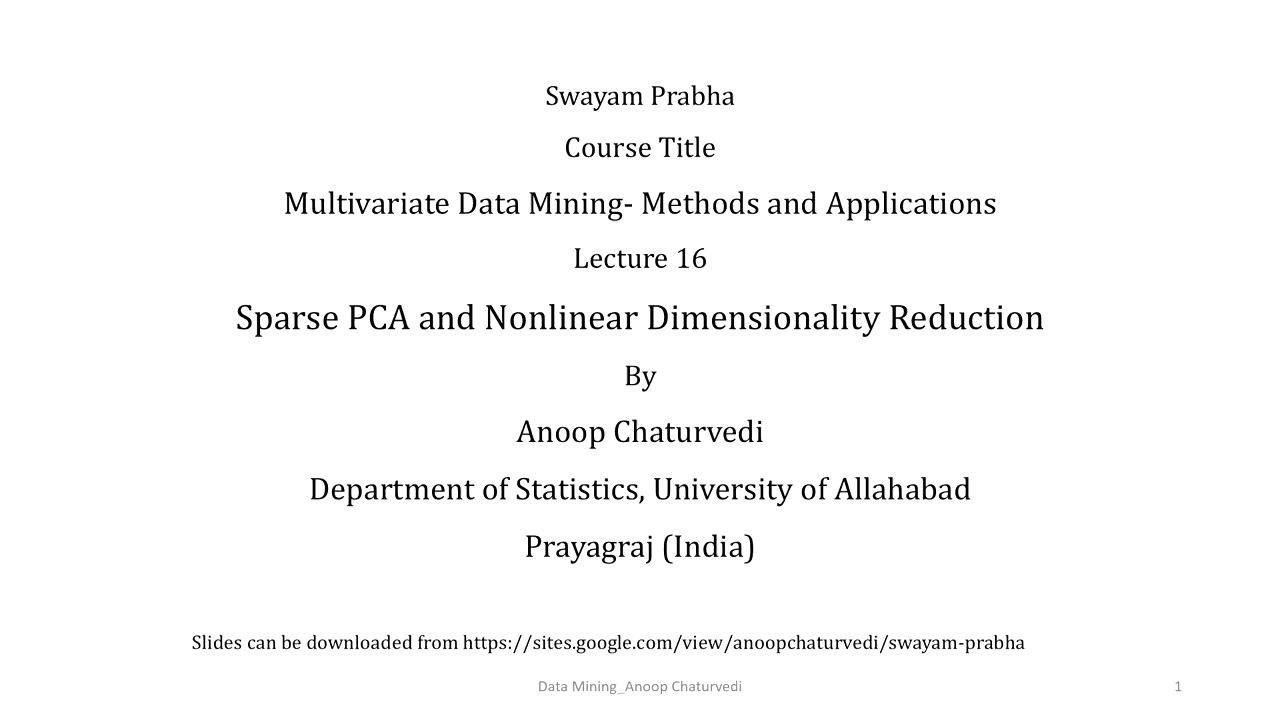 Swayam Prabha
Course Title
Multivariate Data Mining- Methods and Applications
Lecture 16
Sparse PCA and Nonlinear Dimensionality Reduction
By
Anoop Chaturvedi
Department of Statistics, University of Allahabad
Prayagraj (India)
Slides can be downloaded from https://sites.google.com/view/anoopchaturvedi/swayam-prabha
Data Mining_Anoop Chaturvedi
1